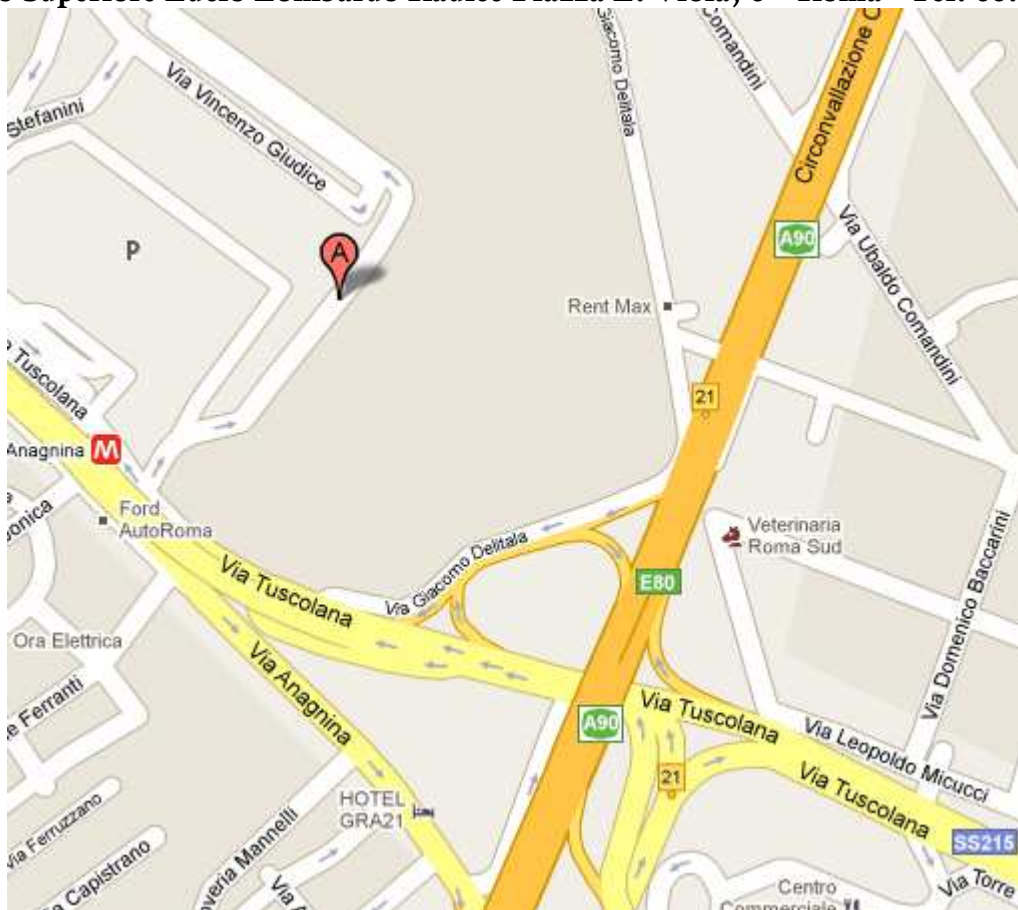 Superiore Lucio Lombardo Radice Piazza E. Viola, 6 - Roma - Tel.
Giacomo Delitala
Comandini
Circonvallazione
Via Vincenzo Giudice
Stefanini
P
A
A90
Via Ubaldo Comandini
Rent Max
Tuscolana
21
Anagnina M
Ford
AutoRoma
Veterinaria
Roma Sud
Via Domenico Baccarini
Via Giacomo Delitala
E80
Via Tuscolana
Ora Elettrica
Via Anagnina
Ferranti
A90
Via Tuscolana
Via Leopoldo Micucci
Via Tuscolana
21
HOTEL
GRA21
SS215
Via Ferruzzano
Capistrano
Mannelli
Via
Via Torre
Centro
Commerciale